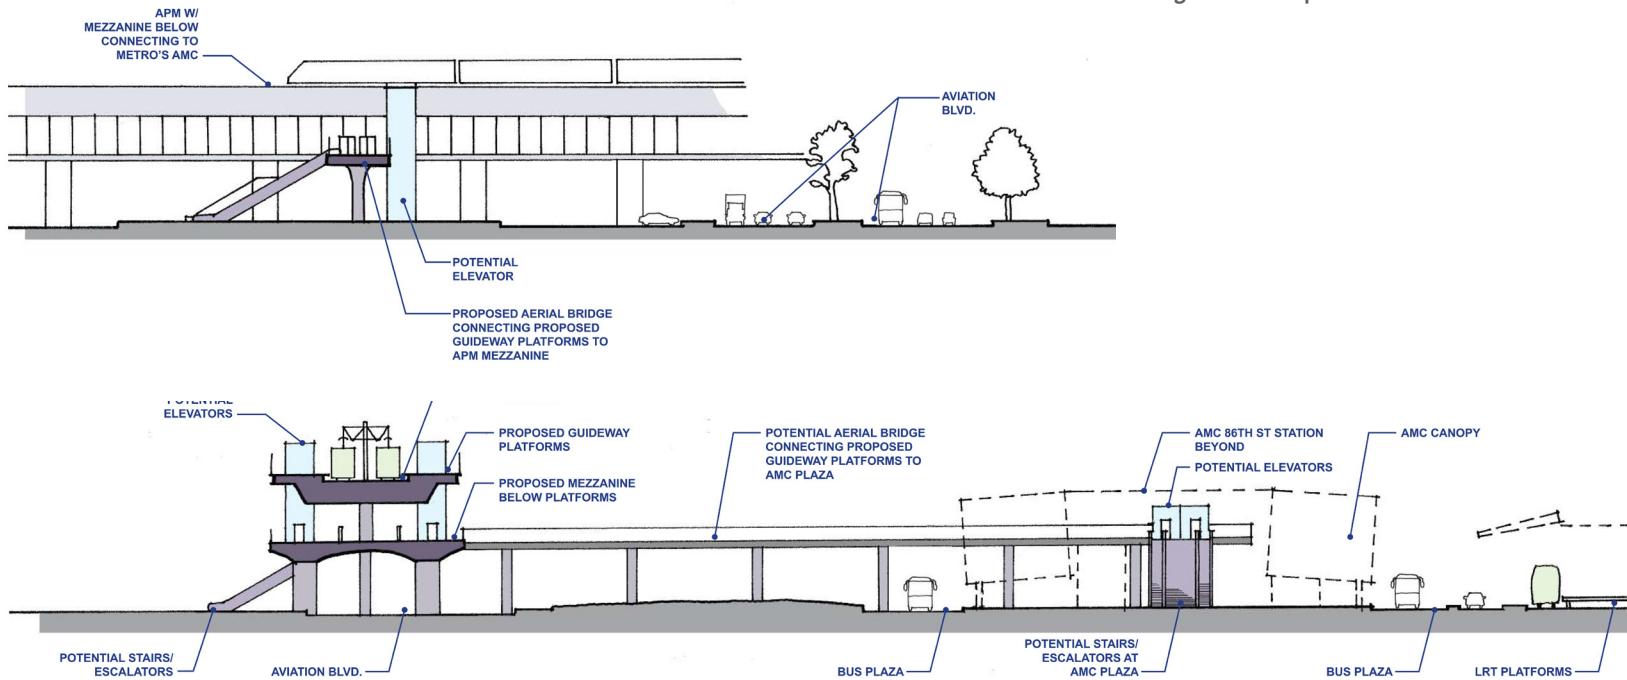 APM W/
MEZZANINE BELOW
CONNECTING TO
METRO'S AMC
AVIATION
BLVD.
POTENTIAL
ELEVATOR
PROPOSED AERIAL BRIDGE
CONNECTING PROPOSED
GUIDEWAY PLATFORMS TO
APM MEZZANINE
POTENTIAL
ELEVATORS
PROPOSED GUIDEWAY
PLATFORMS
PROPOSED MEZZANINE
BELOW PLATFORMS
POTENTIAL AERIAL BRIDGE
CONNECTING PROPOSED
GUIDEWAY PLATFORMS TO
AMC PLAZA
AMC 86TH ST STATION
BEYOND
POTENTIAL ELEVATORS
AMC CANOPY
POTENTIAL STAIRS/
ESCALATORS
AVIATION BLVD.
BUS PLAZA
POTENTIAL STAIRS/
ESCALATORS AT
AMC PLAZA
BUS PLAZA
LRT PLATFORMS